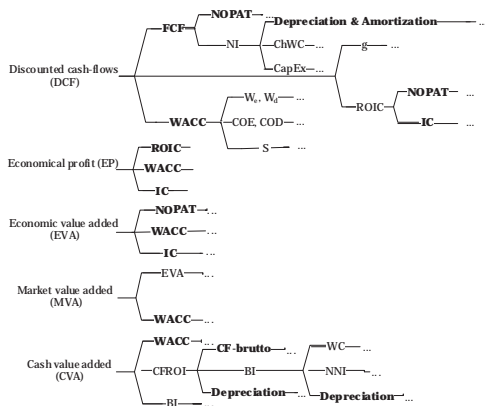 NOPAT ...
FCF Depreciation & Amortization ...
NI ChWC ... g ...
CapEx ...
Discounted cash-flows
(DCF)
NOPAT ...
ROIC
IC ...
We, Wd ...
WACC COE, COD ...
S ...
ROIC
Economical profit (EP) WACC
IC
NOPAT ...
Economic value added WACC ...
(EVA)
IC ...
EVA ...
Market value added
(MVA)
WACC ...
WACC ...
CF-brutto ... WC ...
Cash value added CFROI BI NNI ...
(CVA)
Depreciation ... Depreciation ...
BI ...